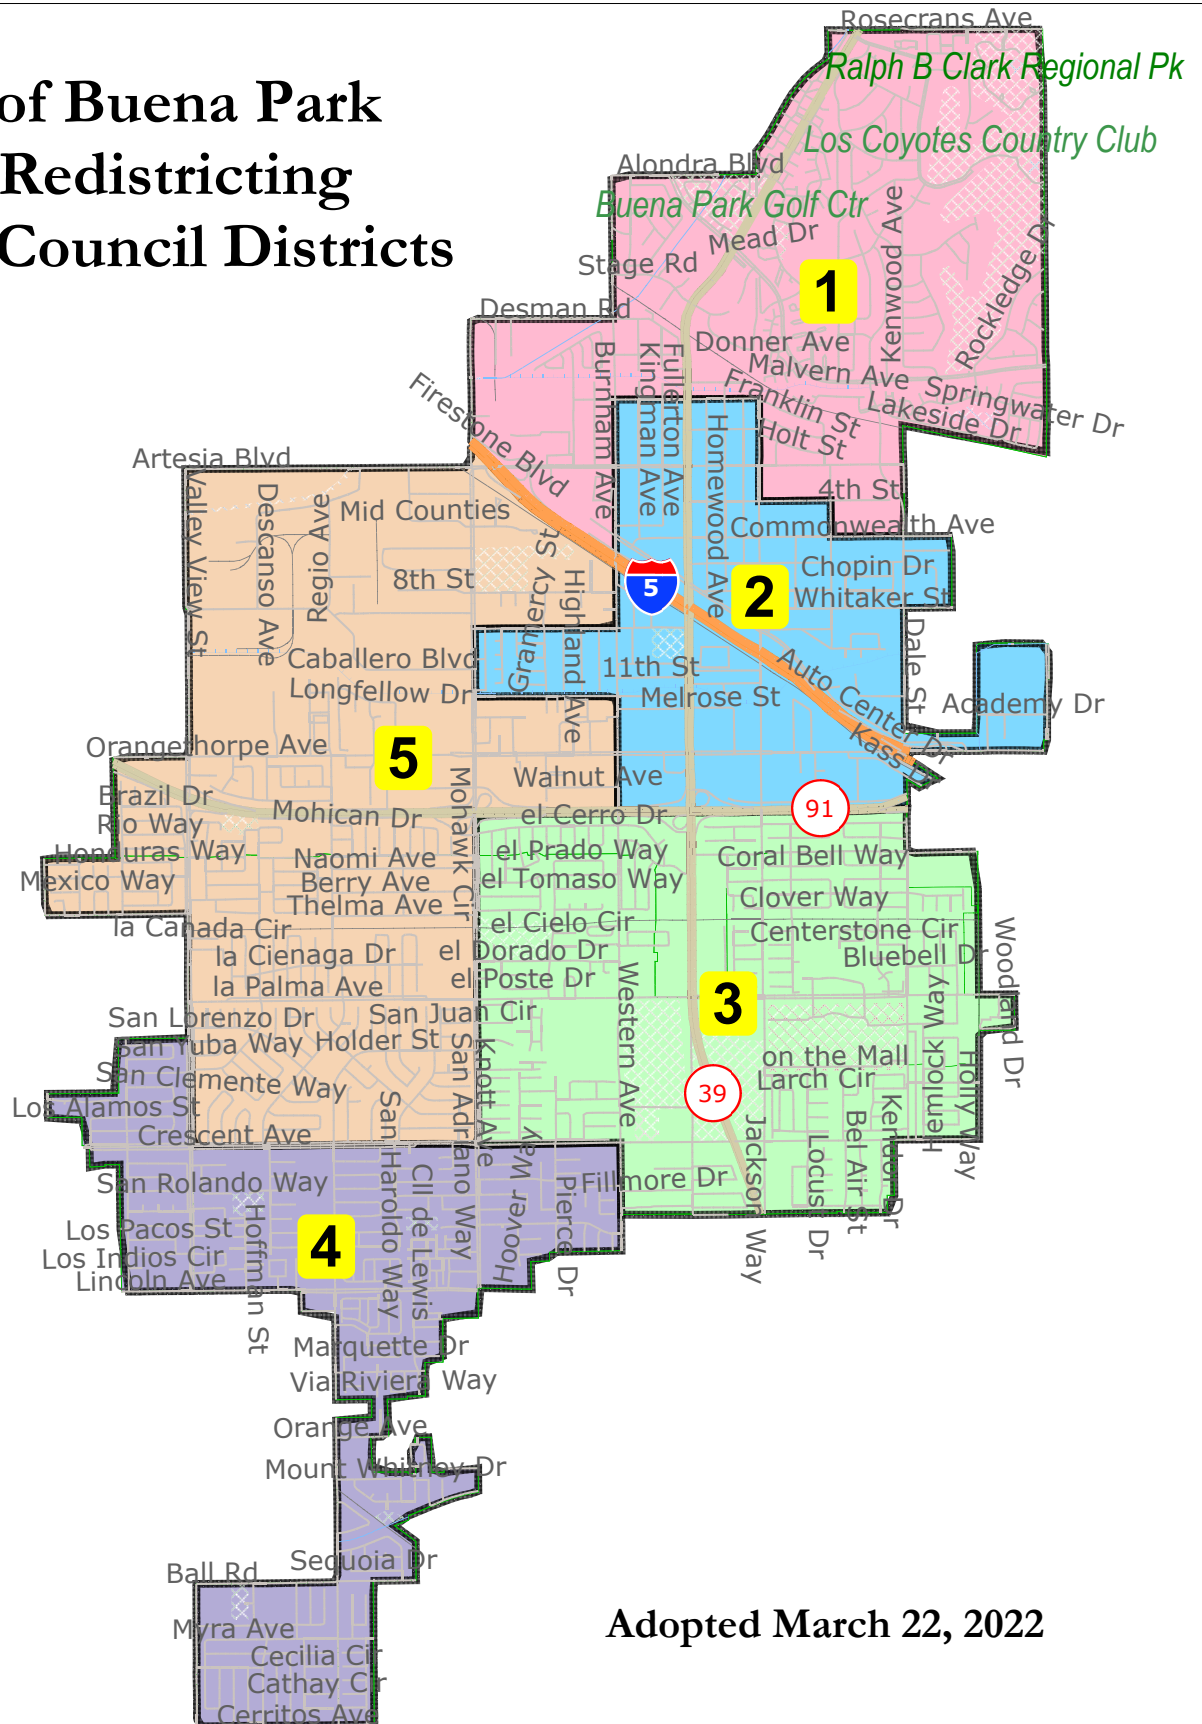 Rosecrans Ave
Ralph B Clark Regional Pk
of Buena Park
Los Coyotes Country Club
Alondra Blvd
Redistricting
Buena Park Golf Ctr
Mead Dr
Kenwood Ave
Rockledge Dr
Council Districts
Stage Rd
1
Desman Rd
Donner Ave
Malvern Ave
Springwater Dr
Burnham Ave
Kingman Ave
Fullerton Ave
Franklin St
Lakeside Dr
Firestone Blvd
Homewood Ave
Holt St
Artesia Blvd
4th St
Valley View St
Descanso Ave
Regio Ave
Mid Counties
Commonwealth Ave
8th St
Gramercy St
Highland Ave
5
2
Chopin Dr
Whitaker St
Dale St
Caballero Blvd
11th St
Auto Center Dr
Longfellow Dr
Melrose St
Academy Dr
Orangethorpe Ave
5
Kass Dr
Walnut Ave
Brazil Dr
Mohican Dr
Mohawk Cir
el Cerro Dr
91
Rio Way
Honduras Way
Naomi Ave
el Prado Way
Coral Bell Way
Mexico Way
Berry Ave
el Tomaso Way
Thelma Ave
Clover Way
la Canada Cir
el Cielo Cir
Centerstone Cir
la Cienaga Dr
el Dorado Dr
Bluebell Dr
Woodland Dr
la Palma Ave
el Poste Dr
Western Ave
3
Hemlock Way
San Lorenzo Dr
San Juan Cir
San Yuba Way
Holder St
San Adriano Way
Knott Ave
on the Mall
San Clemente Way
Larch Cir
Holly Way
Los Alamos St
39
Crescent Ave
San Haroldo Way
Jackson Way
Locus Dr
Bel Air St
San Rolando Way
Cll de Lewis
Hoover Way
Pierce Dr
Fillmore Dr
Los Pacos St
Hoffman St
4
Los Indios Cir
Lincoln Ave
Marquette Dr
Via Riviera Way
Orange Ave
Mount Whitney Dr
Sequoia Dr
Ball Rd
Adopted March 22, 2022
Myra Ave
Cecilia Cir
Cathay Cir
Cerritos Ave